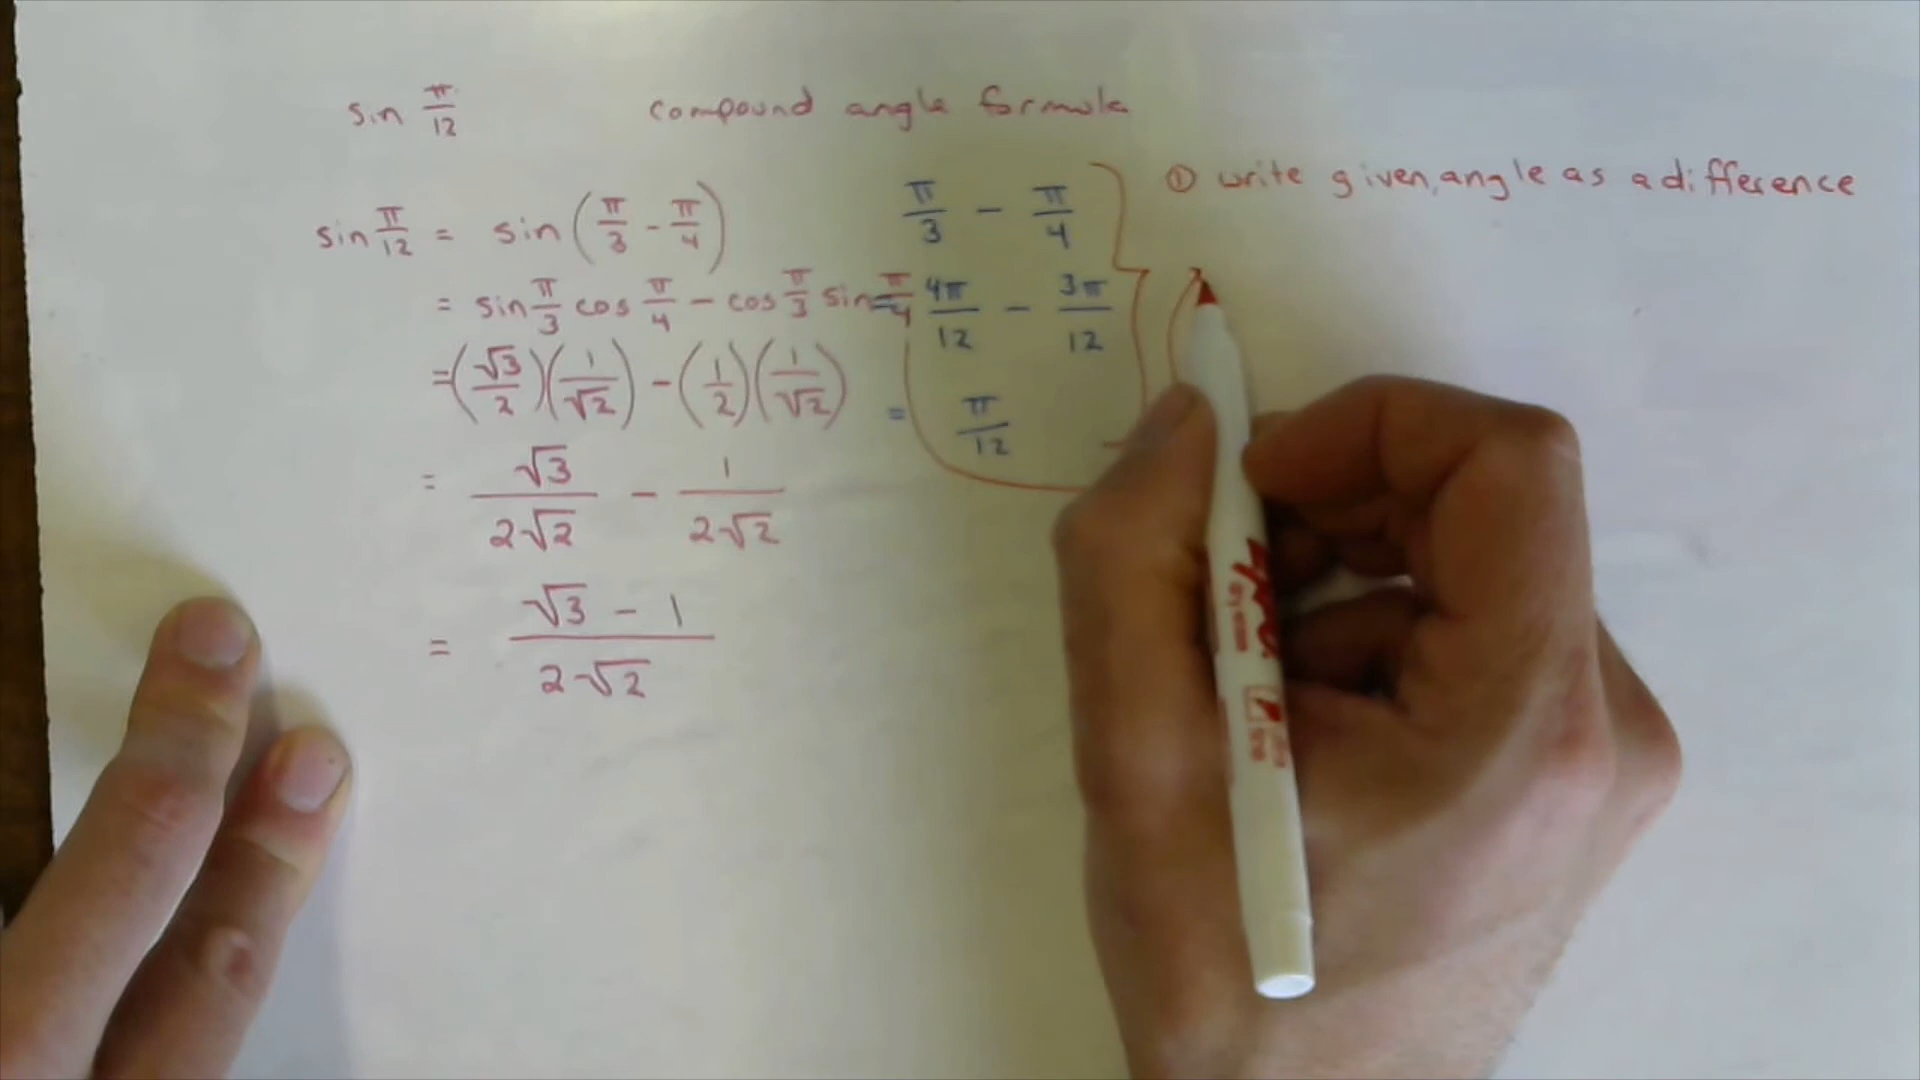 sin π/12 compound angle formula
① write given, angle as a difference
sin π/12 = sin (π/3 - π/4)
= sin π/3 cos π/4 - cos π/3 sin π/4
= (√3/2)(1/√2) - (1/2)(1/√2)
= √3/2√2 - 1/2√2
= √3 - 1/2√2
π/3 - π/4
= 4π/12 - 3π/12
= π/12